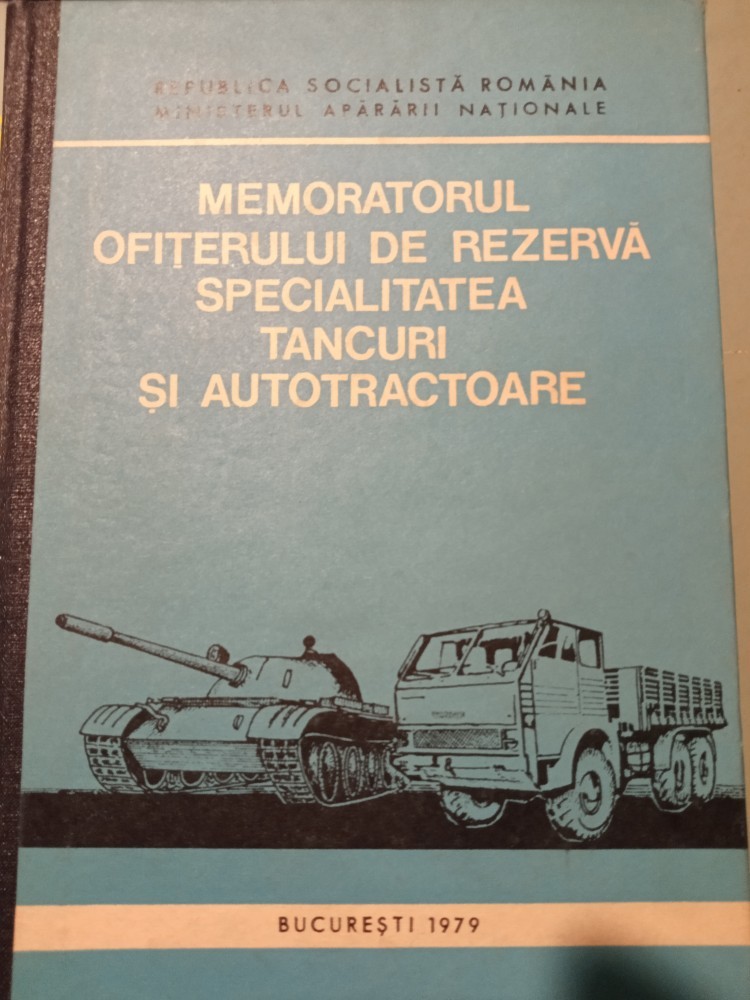 REPUBLICA SOCIALISTĂ ROMÂNIA
MINISTERUL APĂRĂRII NAȚIONALE
MEMORATORUL
OFIȚERULUI DE REZERVĂ
SPECIALITATEA
TANCURI
ȘI AUTOTRACTOARE
BUCUREȘTI 1979